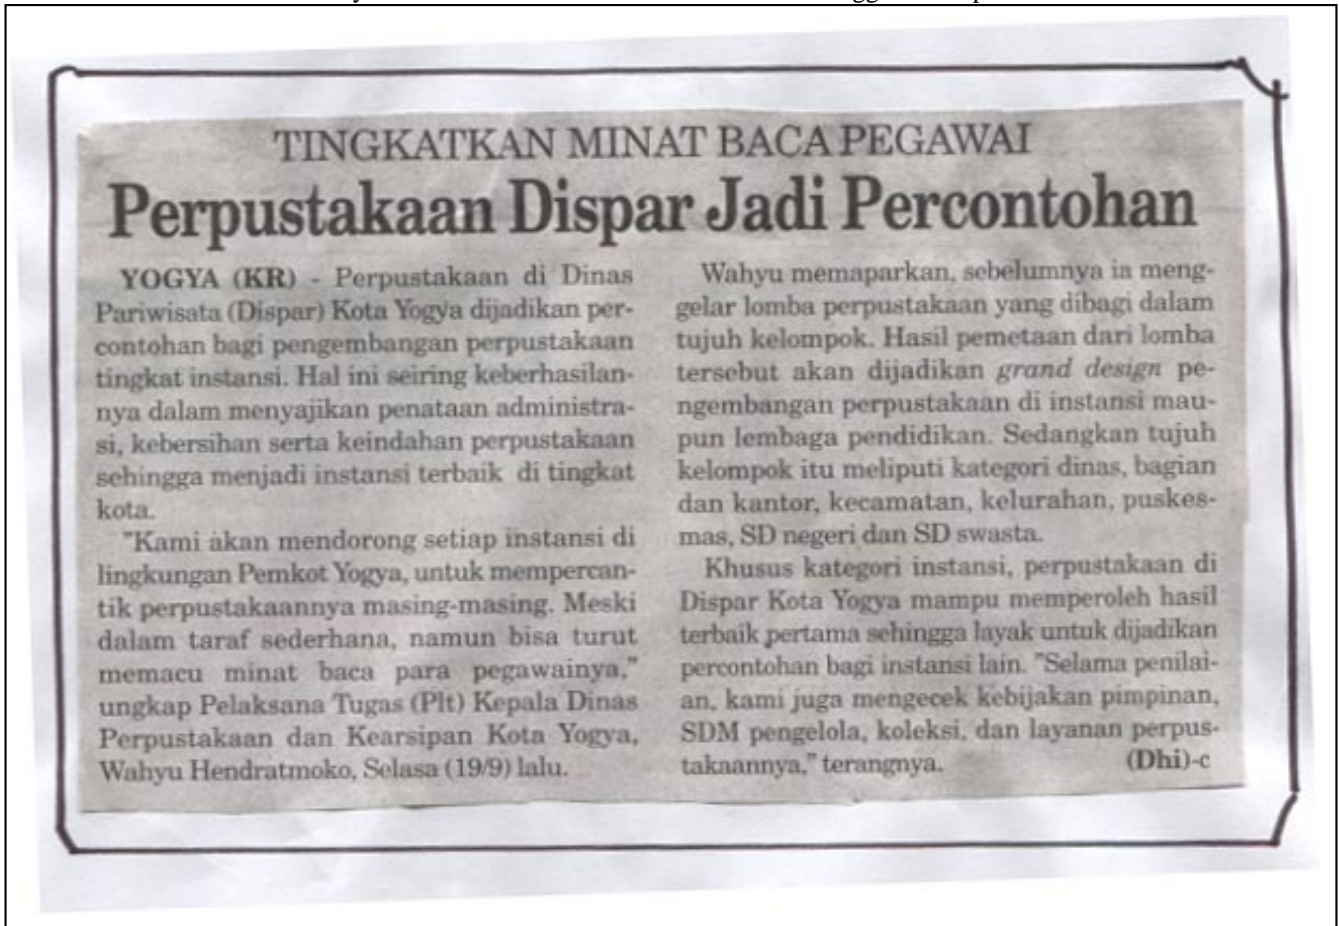 TINGKATKAN MINAT BACA PEGAWAI
Perpustakaan Dispar Jadi Percontohan
YOGYA (KR) - Perpustakaan di Dinas
Pariwisata (Dispar) Kota Yogya dijadikan per-
contohan bagi pengembangan perpustakaan
tingkat instansi. Hal ini seiring keberhasilan-
nya dalam menyajikan penataan administra-
si, kebersihan serta keindahan perpustakaan
sehingga menjadi instansi terbaik di tingkat
kota.
"Kami akan mendorong setiap instansi di
lingkungan Pemkot Yogya, untuk mempercan-
tik perpustakaannya masing-masing. Meski
dalam taraf sederhana, namun bisa turut
memacu minat baca para pegawainya,"
ungkap Pelaksana Tugas (Plt) Kepala Dinas
Perpustakaan dan Kearsipan Kota Yogya,
Wahyu Hendratmoko, Selasa (19/9) lalu.
Wahyu memaparkan, sebelumnya ia meng-
gelar lomba perpustakaan yang dibagi dalam
tujuh kelompok. Hasil pemetaan dari lomba
tersebut akan dijadikan grand design pe-
ngembangan perpustakaan di instansi mau-
pun lembaga pendidikan. Sedangkan tujuh
kelompok itu meliputi kategori dinas, bagian
dan kantor, kecamatan, kelurahan, puskes-
mas, SD negeri dan SD swasta.
Khusus kategori instansi, perpustakaan di
Dispar Kota Yogya mampu memperoleh hasil
terbaik pertama sehingga layak untuk dijadikan
percontohan bagi instansi lain. "Selama penilai-
an, kami juga mengecek kebijakan pimpinan,
SDM pengelola, koleksi, dan layanan perpus-
takaannya," terangnya. (Dhi)-c